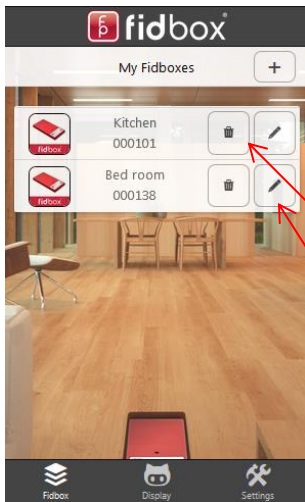 fidbox
My Fidboxes
+
Kitchen
000101
fidbox
Bed room
000138
fidbox
Fidbox
Display
Settings